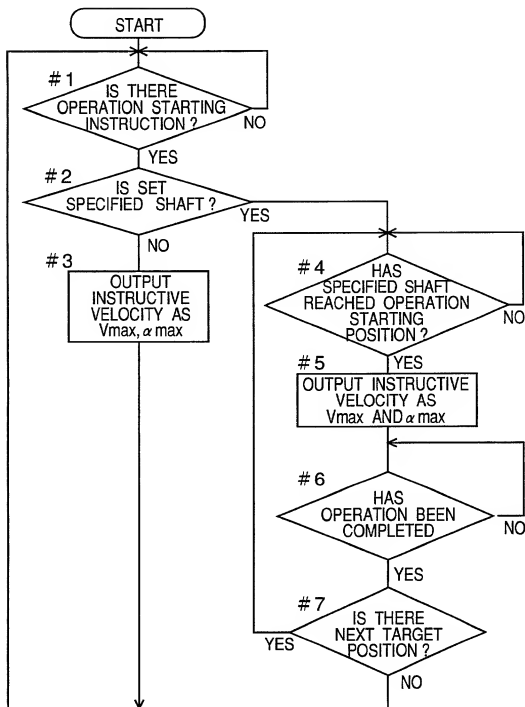 START
#1
IS THERE
OPERATION STARTING
INSTRUCTION ?
NO
YES
#2
IS SET
SPECIFIED SHAFT ?
YES
NO
#3
OUTPUT
INSTRUCTIVE
VELOCITY AS
Vmax, α max
#4
HAS
SPECIFIED SHAFT
REACHED OPERATION
STARTING
POSITION ?
NO
YES
#5
OUTPUT INSTRUCTIVE
VELOCITY AS
Vmax AND α max
#6
HAS
OPERATION BEEN
COMPLETED
NO
YES
#7
IS THERE
NEXT TARGET
POSITION ?
YES
NO